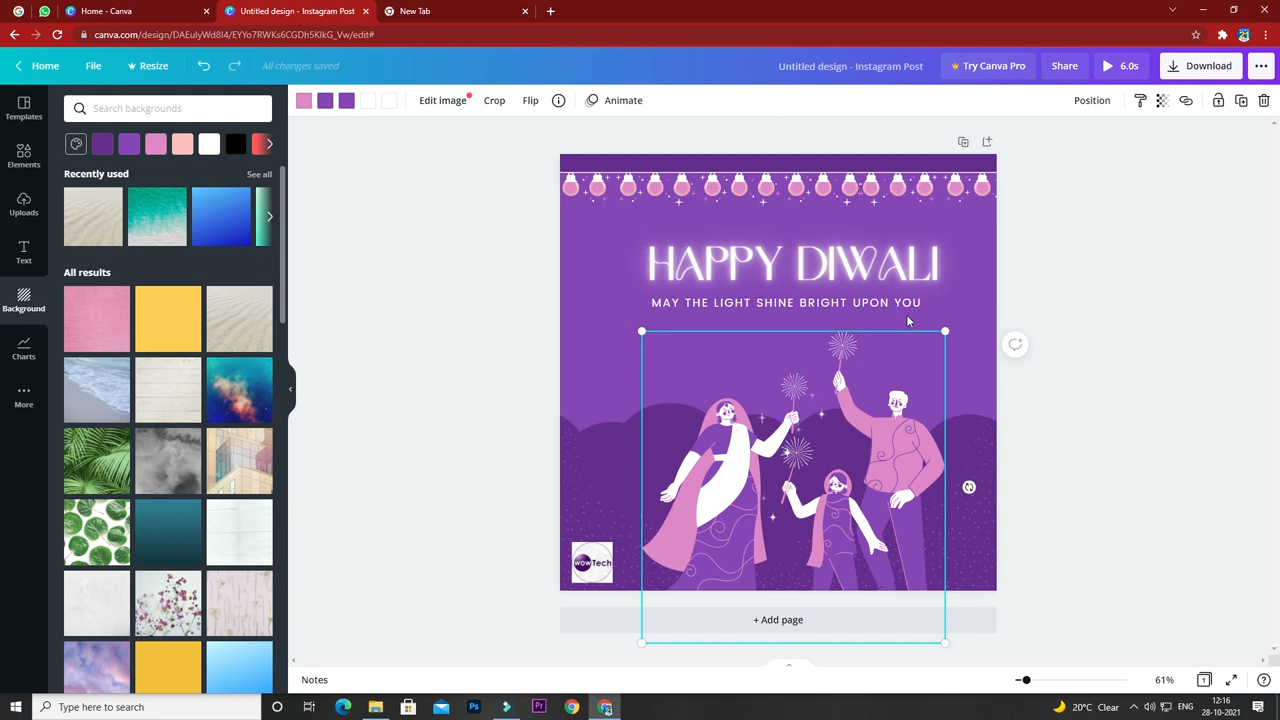 Home - Canva
Untitled design - Instagram Post
New Tab
canva.com/design/DAEulyWd8I4/EYYo7RWKs6CGDh5KlkG_Vw/edit#
Home
File
Resize
All changes saved
Untitled design - Instagram Post
Try Canva Pro
Share
6.0s
Download
Templates
Elements
Uploads
Text
Background
Charts
More
Search backgrounds
Recently used
See all
All results
Edit image
Crop
Flip
Animate
Position
HAPPY DIWALI
MAY THE LIGHT SHINE BRIGHT UPON YOU
wowTech
+ Add page
Notes
61%
1
Type here to search
Ps
Pr
20°C Clear
ENG
12:16
28-10-2021